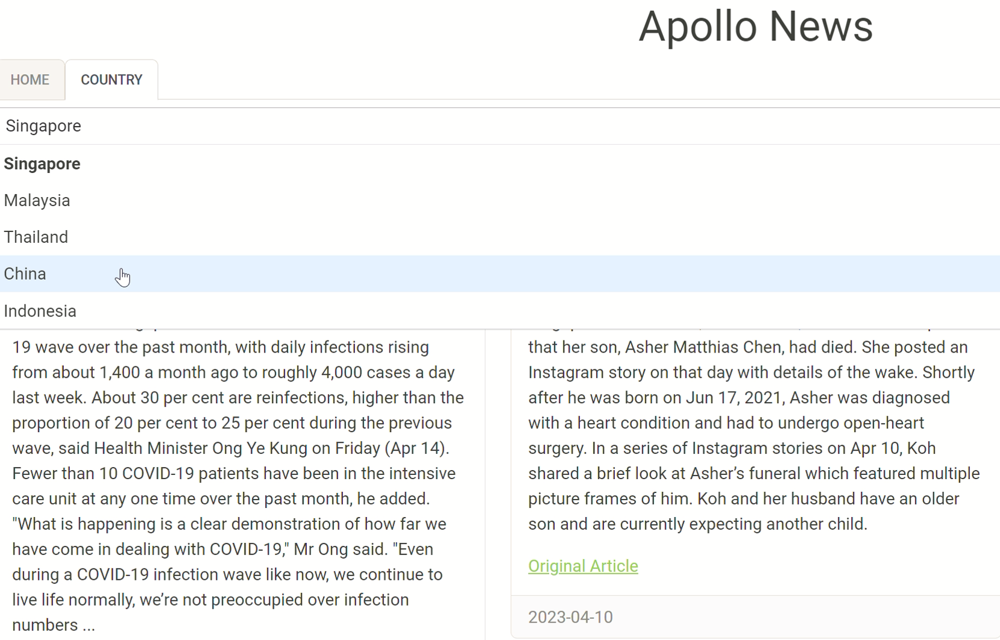 Apollo News
HOME
COUNTRY
Singapore
Singapore
Malaysia
Thailand
China
Indonesia
19 wave over the past month, with daily infections rising
from about 1,400 a month ago to roughly 4,000 cases a day
last week. About 30 per cent are reinfections, higher than the
proportion of 20 per cent to 25 per cent during the previous
wave, said Health Minister Ong Ye Kung on Friday (Apr 14).
Fewer than 10 COVID-19 patients have been in the intensive
care unit at any one time over the past month, he added.
"What is happening is a clear demonstration of how far we
have come in dealing with COVID-19," Mr Ong said. "Even
during a COVID-19 infection wave like now, we continue to
live life normally, we’re not preoccupied over infection
numbers ...
that her son, Asher Matthias Chen, had died. She posted an
Instagram story on that day with details of the wake. Shortly
after he was born on Jun 17, 2021, Asher was diagnosed
with a heart condition and had to undergo open-heart
surgery. In a series of Instagram stories on Apr 10, Koh
shared a brief look at Asher’s funeral which featured multiple
picture frames of him. Koh and her husband have an older
son and are currently expecting another child.
Original Article
2023-04-10